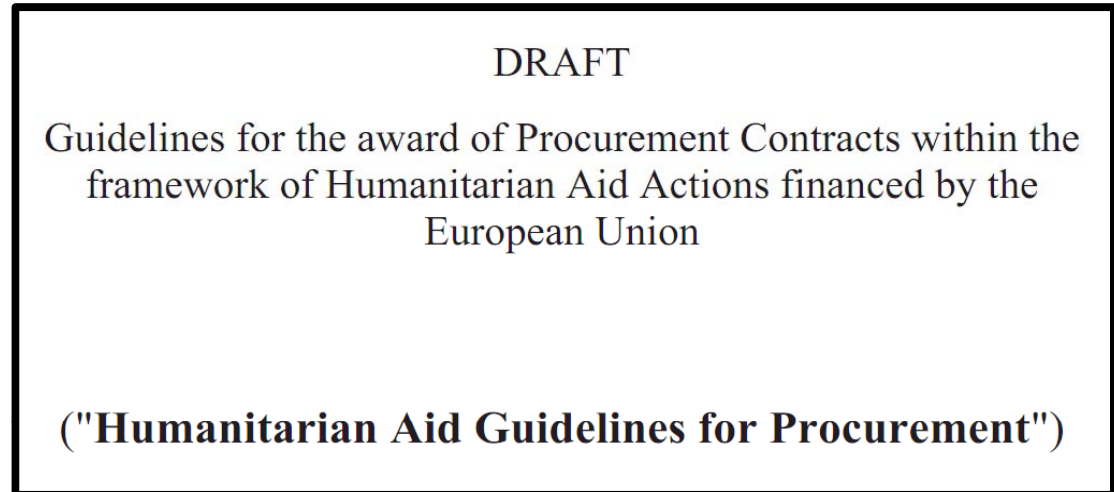 DRAFT
Guidelines for the award of Procurement Contracts within the
framework of Humanitarian Aid Actions financed by the
European Union
("Humanitarian Aid Guidelines for Procurement")